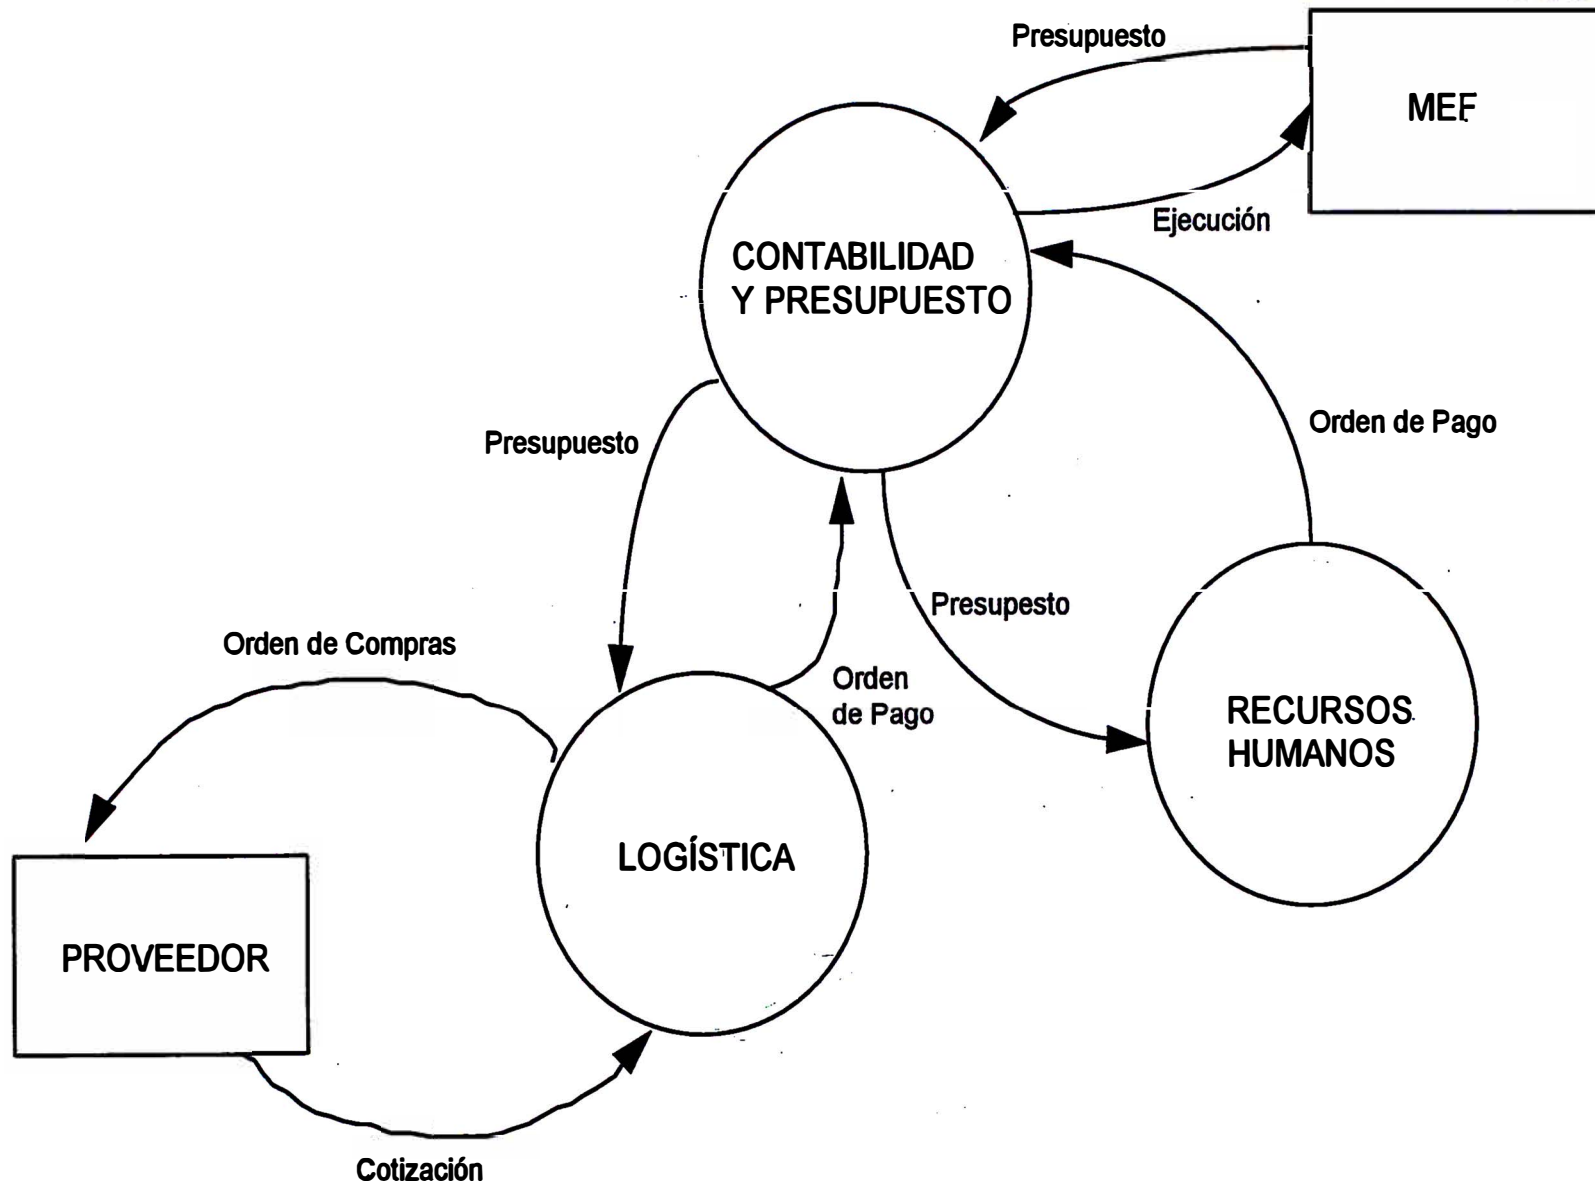 Presupuesto
MEF
Ejecución
CONTABILIDAD
Y PRESUPUESTO
Orden de Pago
Presupuesto
Presupesto
Orden de Compras
Orden
de Pago
RECURSOS
HUMANOS
LOGÍSTICA
PROVEEDOR
Cotización